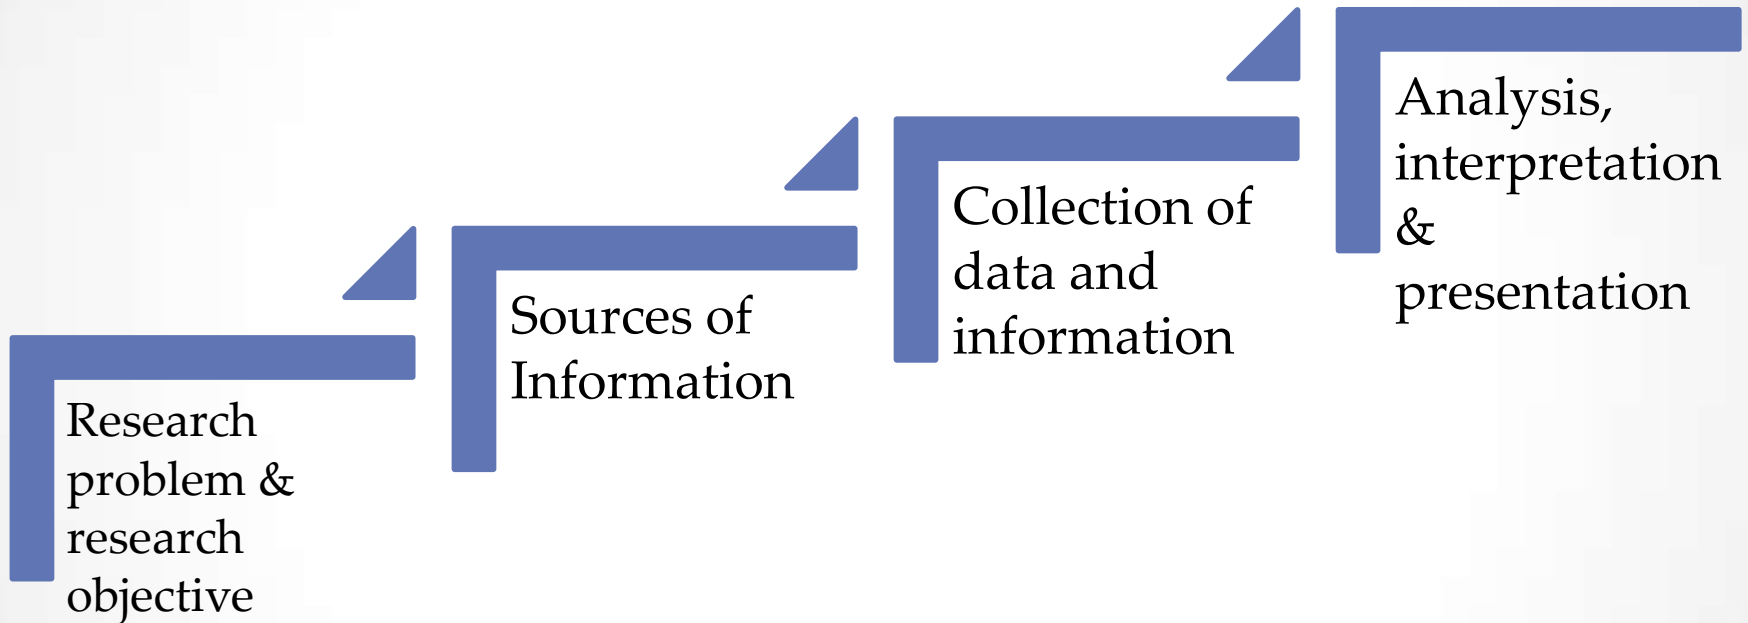 Research
problem &
research
objective
Sources of
Information
Collection of
data and
information
Analysis,
interpretation
&
presentation